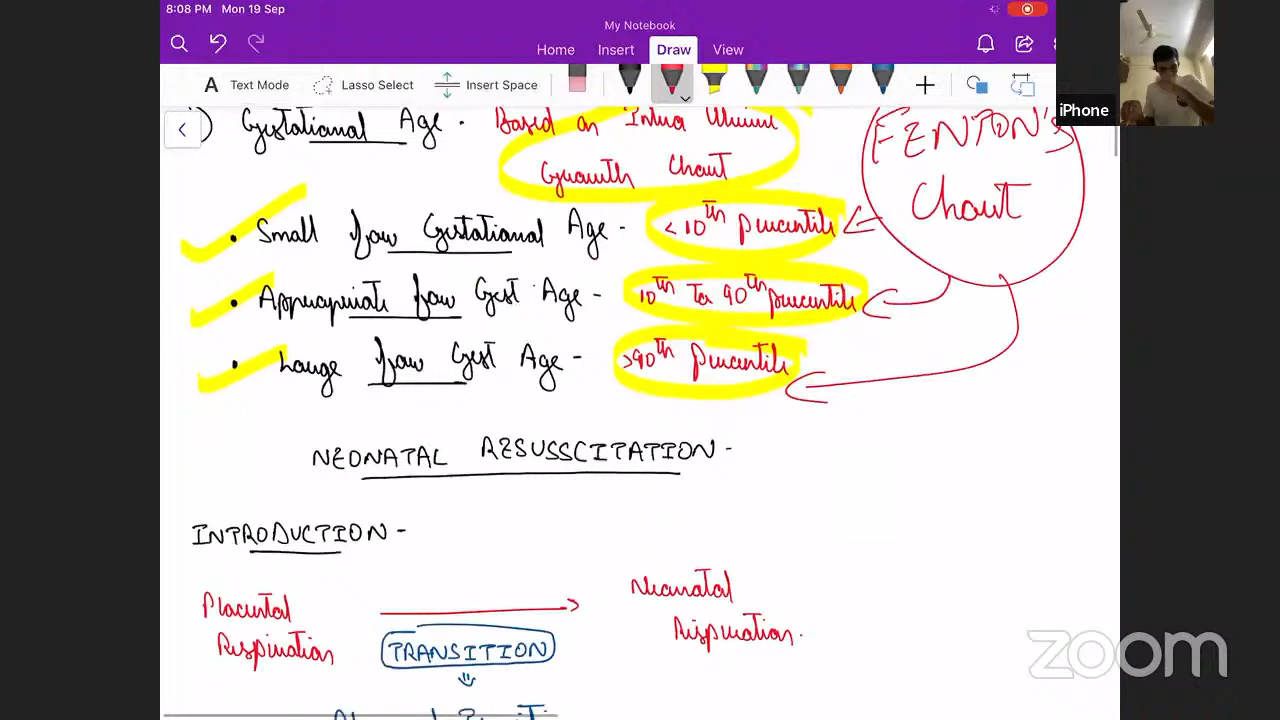 8:08 PM Mon 19 Sep
My Notebook
Home Insert Draw View
Text Mode Lasso Select Insert Space
iPhone
i) Gestational Age. Based on Intra Uterine
Growth Chart
FENTON's
Chart
• Small for Gestational Age - < 10th percentile
• Appropriate for Gest. Age - 10th To 90th percentile
• Large for Gest Age - >90th Percentile
NEONATAL RESUSSCITATION -
INTRODUCTION -
Placental
Respiration
TRANSITION
Neonatal
Respiration.
zoom